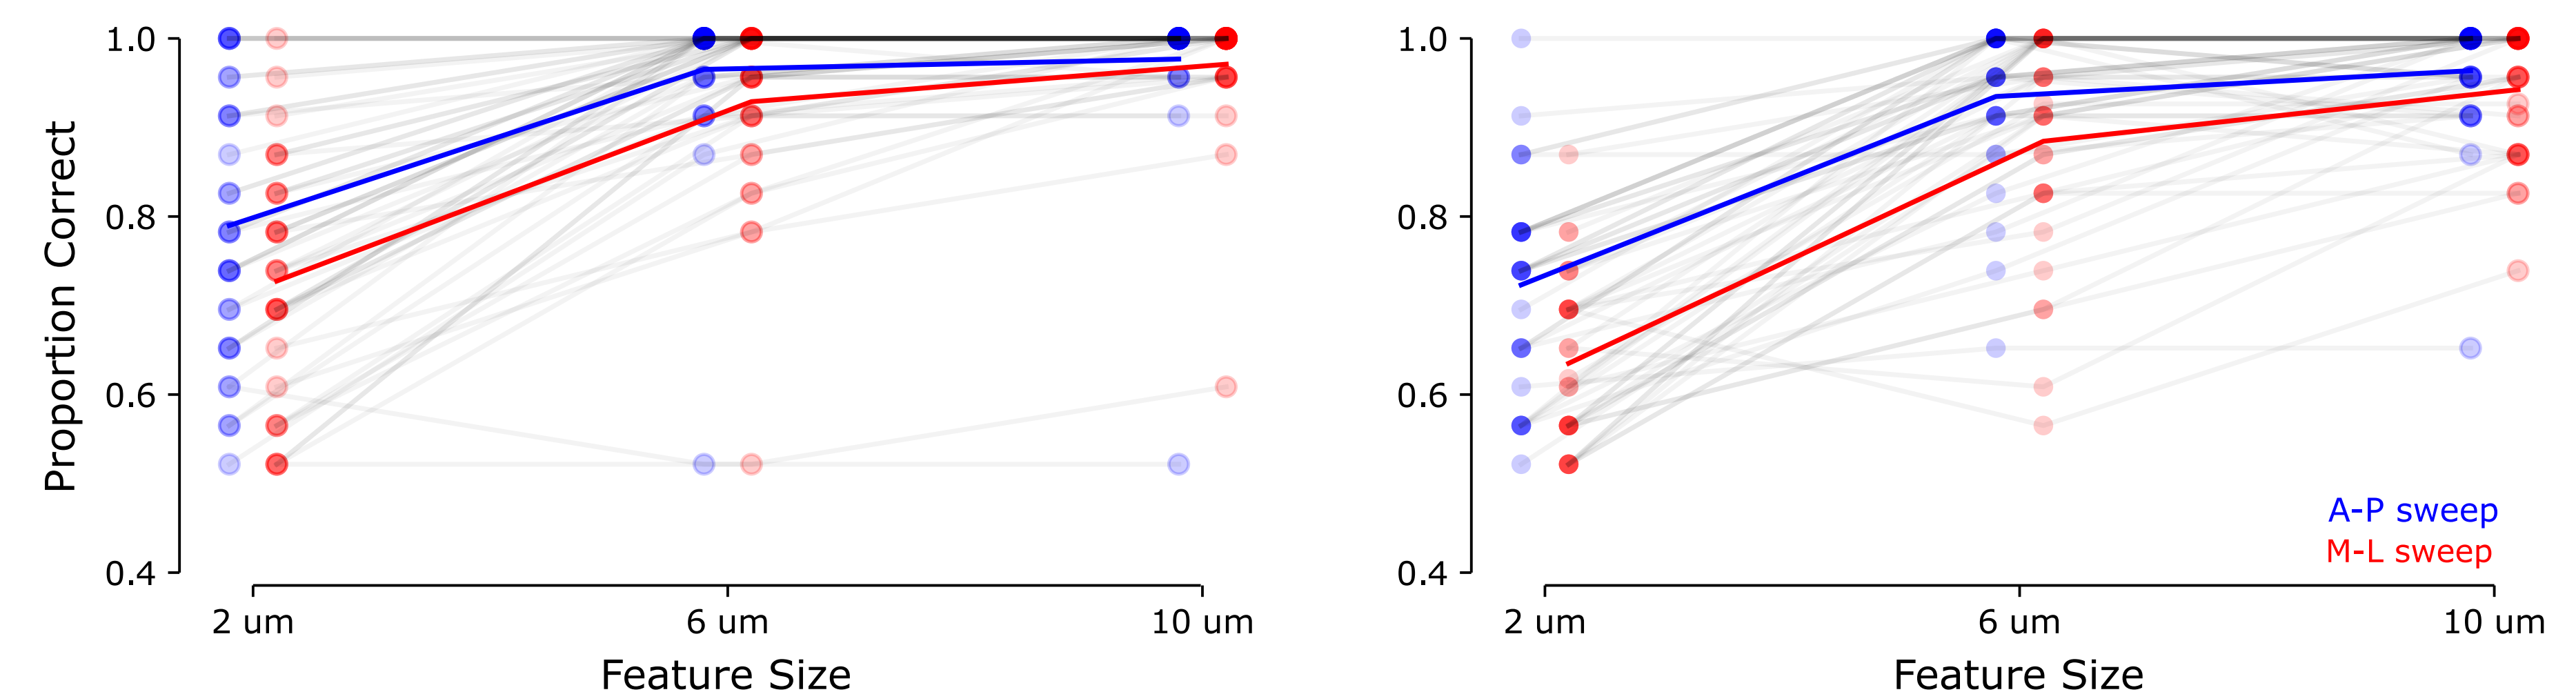 Proportion Correct
1.0
0.8
0.6
0.4
2 um
6 um
10 um
Feature Size
1.0
0.8
0.6
0.4
A-P sweep
M-L sweep
2 um
6 um
10 um
Feature Size